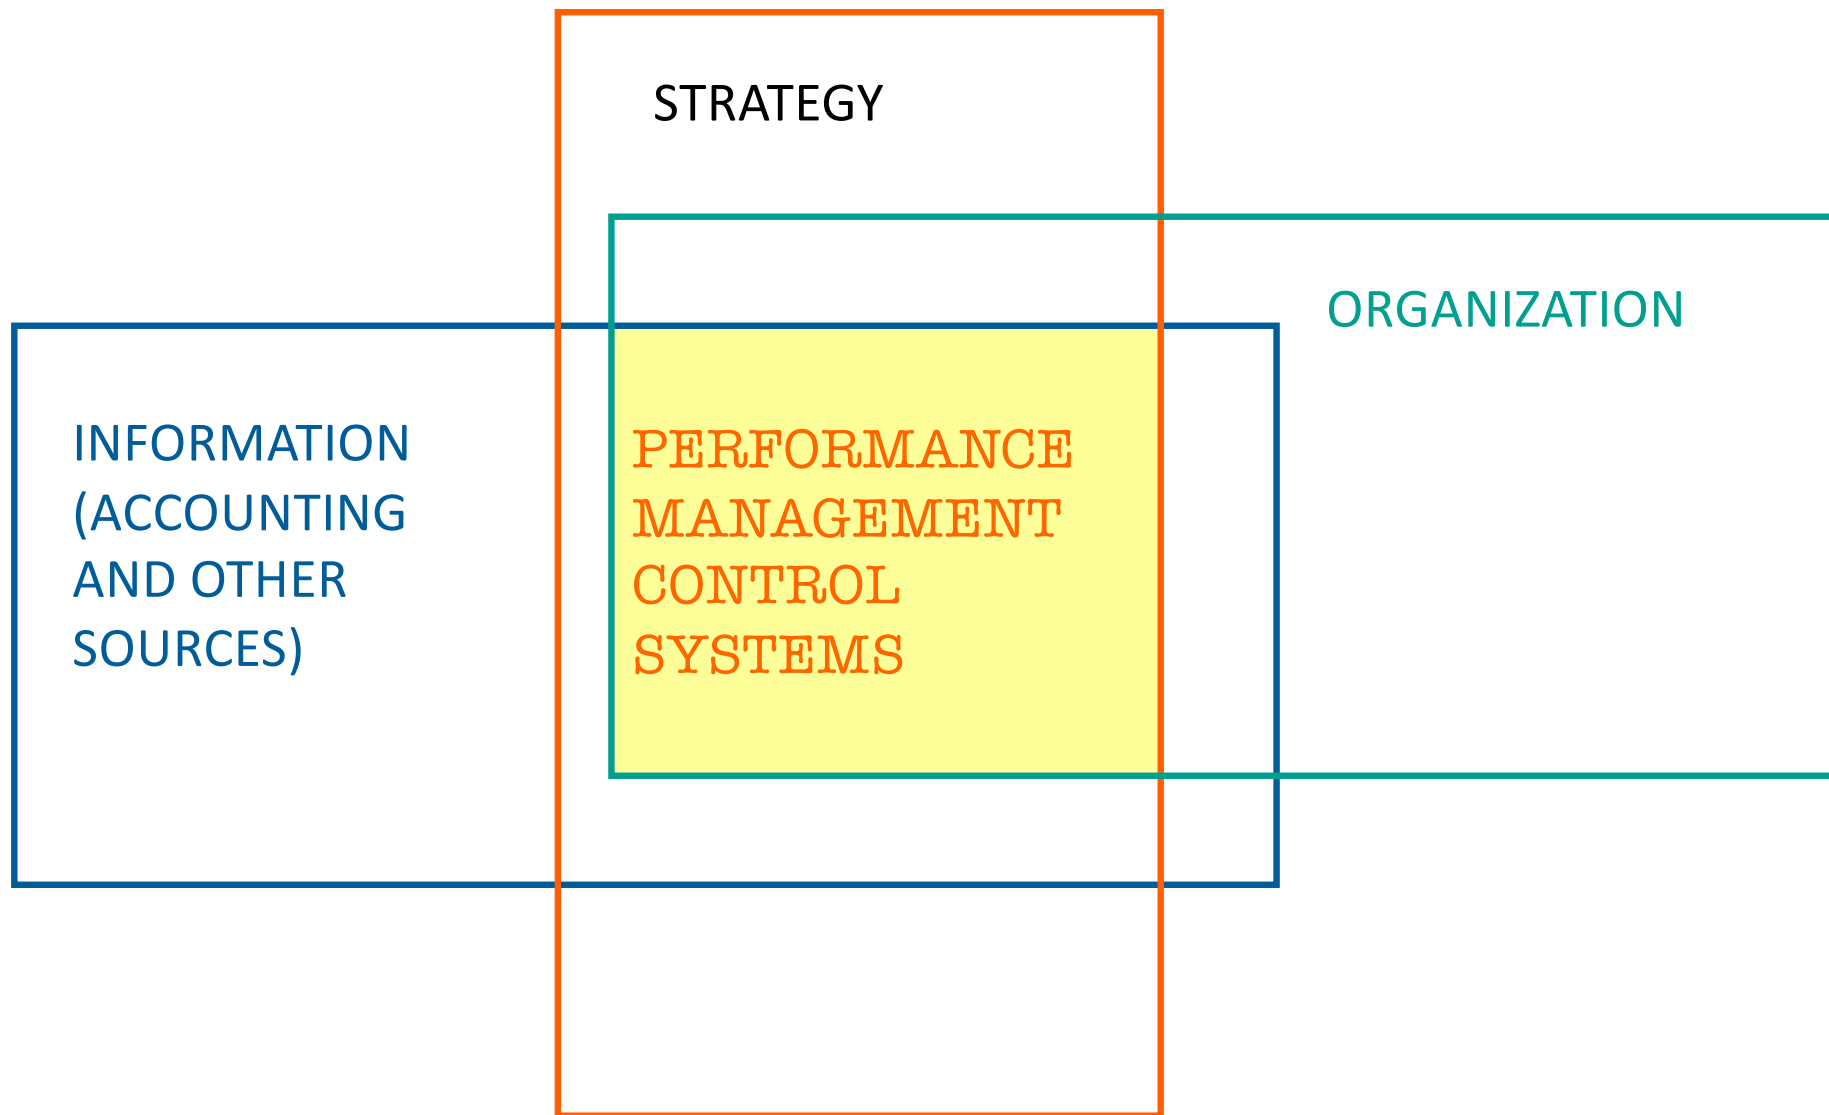 STRATEGY
ORGANIZATION
INFORMATION
(ACCOUNTING
AND OTHER
SOURCES)
PERFORMANCE
MANAGEMENT
CONTROL
SYSTEMS